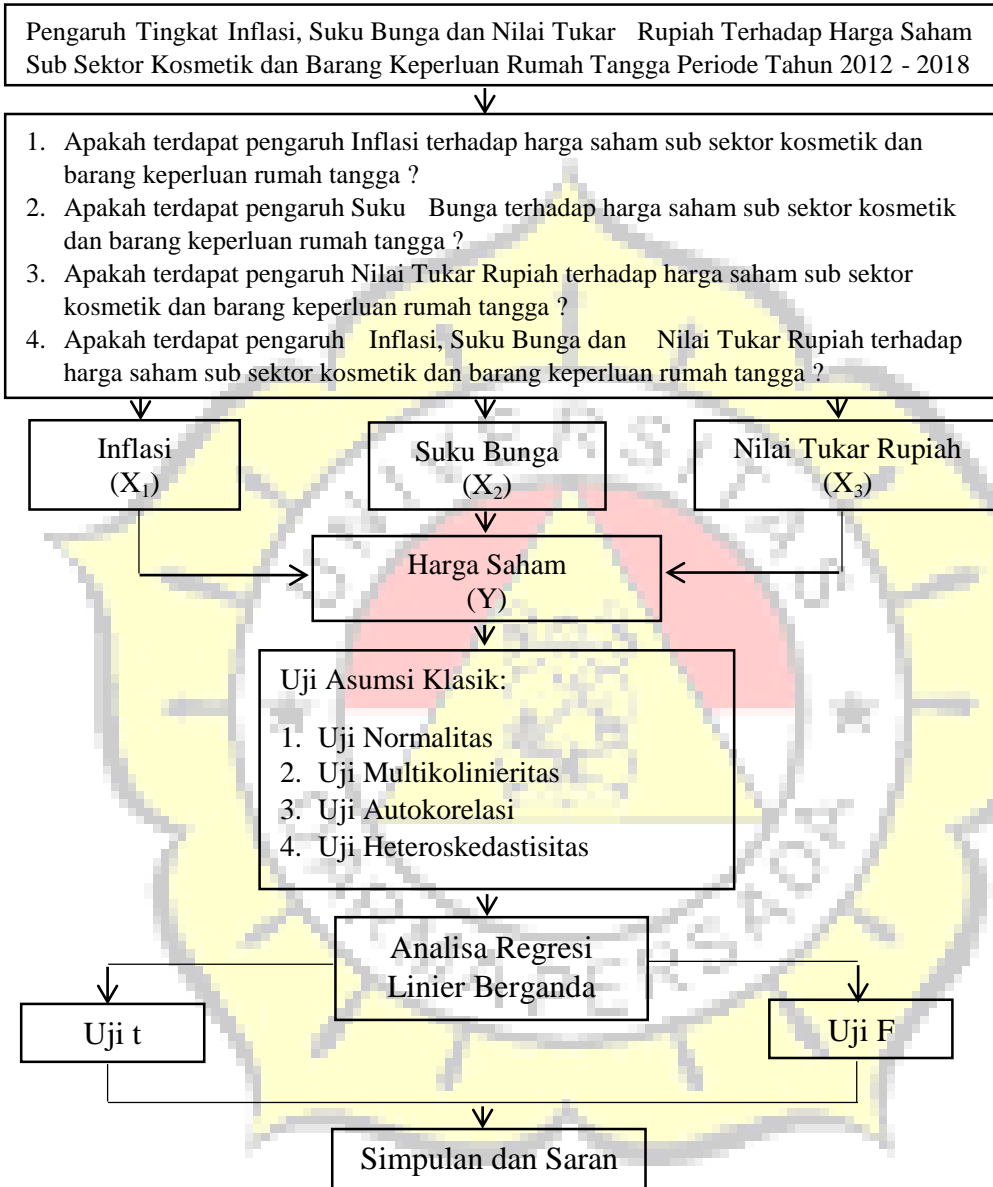 Pengaruh Tingkat Inflasi, Suku Bunga dan Nilai Tukar Rupiah Terhadap Harga Saham
Sub Sektor Kosmetik dan Barang Keperluan Rumah Tangga Periode Tahun 2012 - 2018
1. Apakah terdapat pengaruh Inflasi terhadap harga saham sub sektor kosmetik dan
barang keperluan rumah tangga ?
2. Apakah terdapat pengaruh Suku Bunga terhadap harga saham sub sektor kosmetik
dan barang keperluan rumah tangga ?
3. Apakah terdapat pengaruh Nilai Tukar Rupiah terhadap harga saham sub sektor
kosmetik dan barang keperluan rumah tangga ?
4. Apakah terdapat pengaruh Inflasi, Suku Bunga dan Nilai Tukar Rupiah terhadap
harga saham sub sektor kosmetik dan barang keperluan rumah tangga ?
Inflasi
(X₁)
Suku Bunga
(X₂)
Nilai Tukar Rupiah
(X₃)
Harga Saham
(Y)
Uji Asumsi Klasik:
1. Uji Normalitas
2. Uji Multikolinieritas
3. Uji Autokorelasi
4. Uji Heteroskedastisitas
Analisa Regresi
Linier Berganda
Uji t
Uji F
Simpulan dan Saran